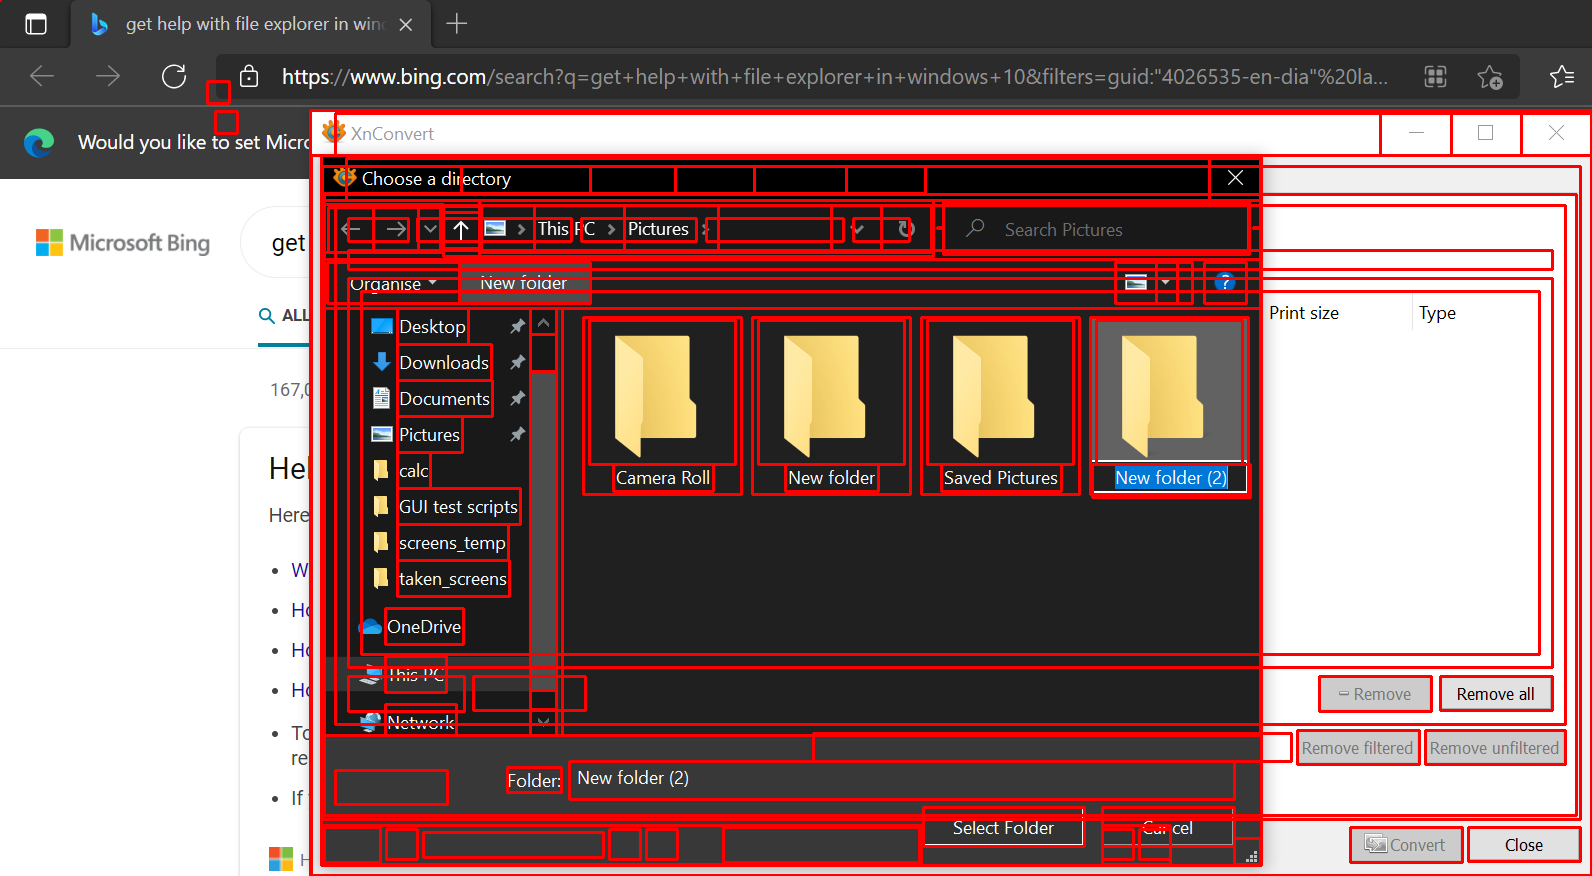 get help with file explorer in win
https://www.bing.com/search?q=get+help+with+file+explorer+in+windows+10&filters=guid:"4026535-en-dia"%20la...
Would you like to set Micro
XnConvert
Choose a directory
Microsoft Bing
get
This PC
Pictures
Search Pictures
Organise
New folder
ALL
Print size
Type
167,0
Desktop
Downloads
Documents
Pictures
calc
GUI test scripts
screens_temp
taken_screens
OneDrive
This PC
Network
Camera Roll
New folder
Saved Pictures
New folder (2)
Hel
Here
W
Ho
Ho
Ho
To
re
If
Remove
Remove all
Remove filtered
Remove unfiltered
Folder:
New folder (2)
Select Folder
Cancel
H
Convert
Close